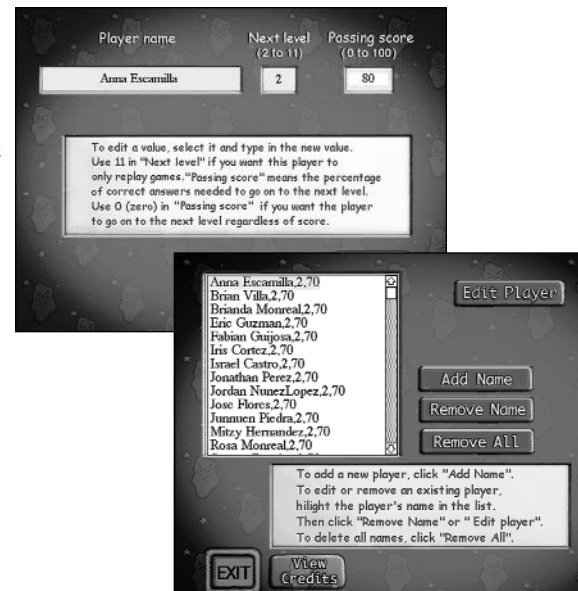 Player name
Next level
(2 to 11)
Passing score
(0 to 100)
Anna Escamilla
2
80
To edit a value, select it and type in the new value.
Use 11 in "Next level" if you want this player to
only replay games."Passing score" means the percentage
of correct answers needed to go on to the next level.
Use 0 (zero) in "Passing score" if you want the player
to go on to the next level regardless of score.
Anna Escamilla,2,70
Brian Villa,2,70
Brianda Monreal,2,70
Eric Guzman,2,70
Fabian Guijosa,2,70
Iris Cortez,2,70
Israel Castro,2,70
Jonathan Perez,2,70
Jordan NunezLopez,2,70
Jose Flores,2,70
Junnuen Piedra,2,70
Mitzy Hernandez,2,70
Rosa Monreal,2,70
Edit Player
Add Name
Remove Name
Remove All
To add a new player, click "Add Name".
To edit or remove an existing player,
hilight the player's name in the list.
Then click "Remove Name" or " Edit player".
To delete all names, click "Remove All".
EXIT
View
Credits